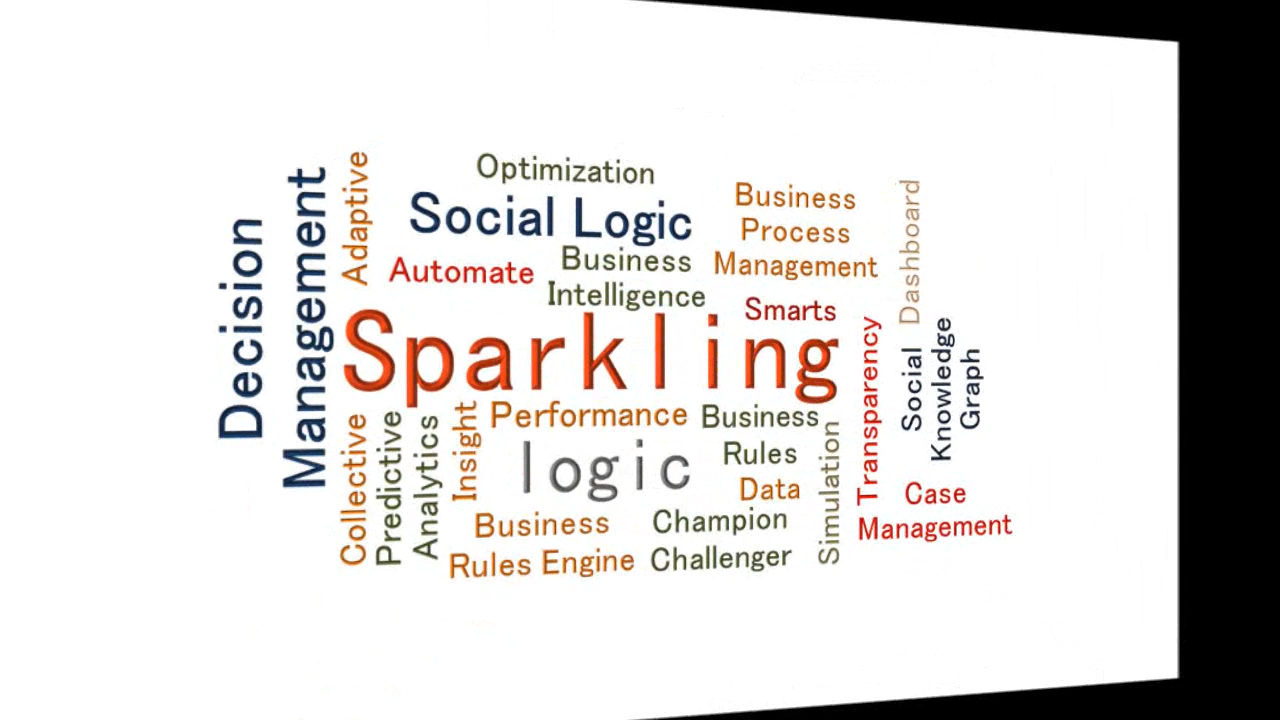 Decision
Management
Adaptive
Optimization
Social Logic
Automate
Business
Intelligence
Business
Process
Management
Smarts
Dashboard
Sparkling
Transparency
Social
Knowledge
Graph
Collective
Predictive
Analytics
Insight
Performance
logic
Business
Rules
Data
Simulation
Business
Rules Engine
Champion
Challenger
Case
Management